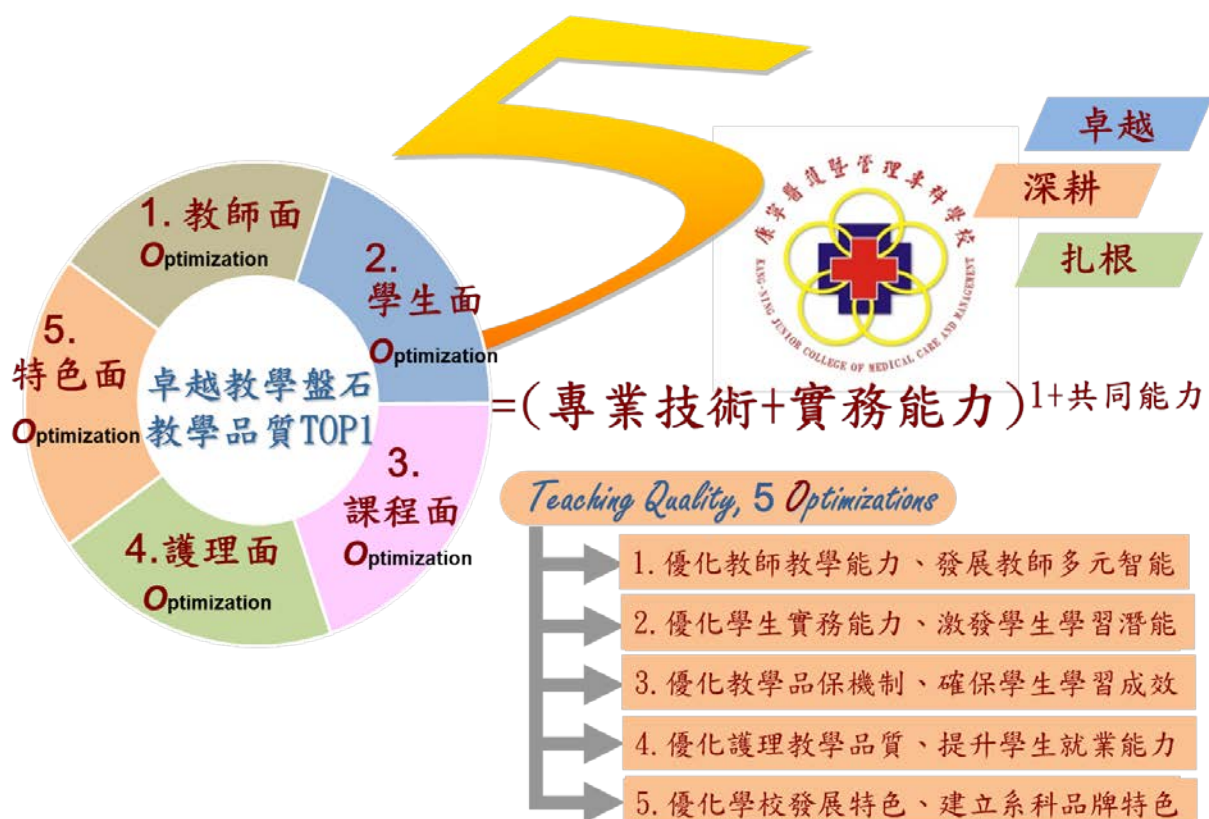 5
卓越
深耕
扎根
康寧醫護暨管理專科學校
KANG-NING JUNIOR COLLEGE OF MEDICAL CARE AND MANAGEMENT
1. 教師面
Optimization
2.
學生面
Optimization
3.
課程面
Optimization
4.護理面
Optimization
5.
特色面
Optimization
卓越教學盤石
教學品質TOP1
=(專業技術+實務能力)1+共同能力
Teaching Quality, 5 Optimizations
1.優化教師教學能力、發展教師多元智能
2.優化學生實務能力、激發學生學習潛能
3.優化教學品保機制、確保學生學習成效
4.優化護理教學品質、提升學生就業能力
5.優化學校發展特色、建立系科品牌特色